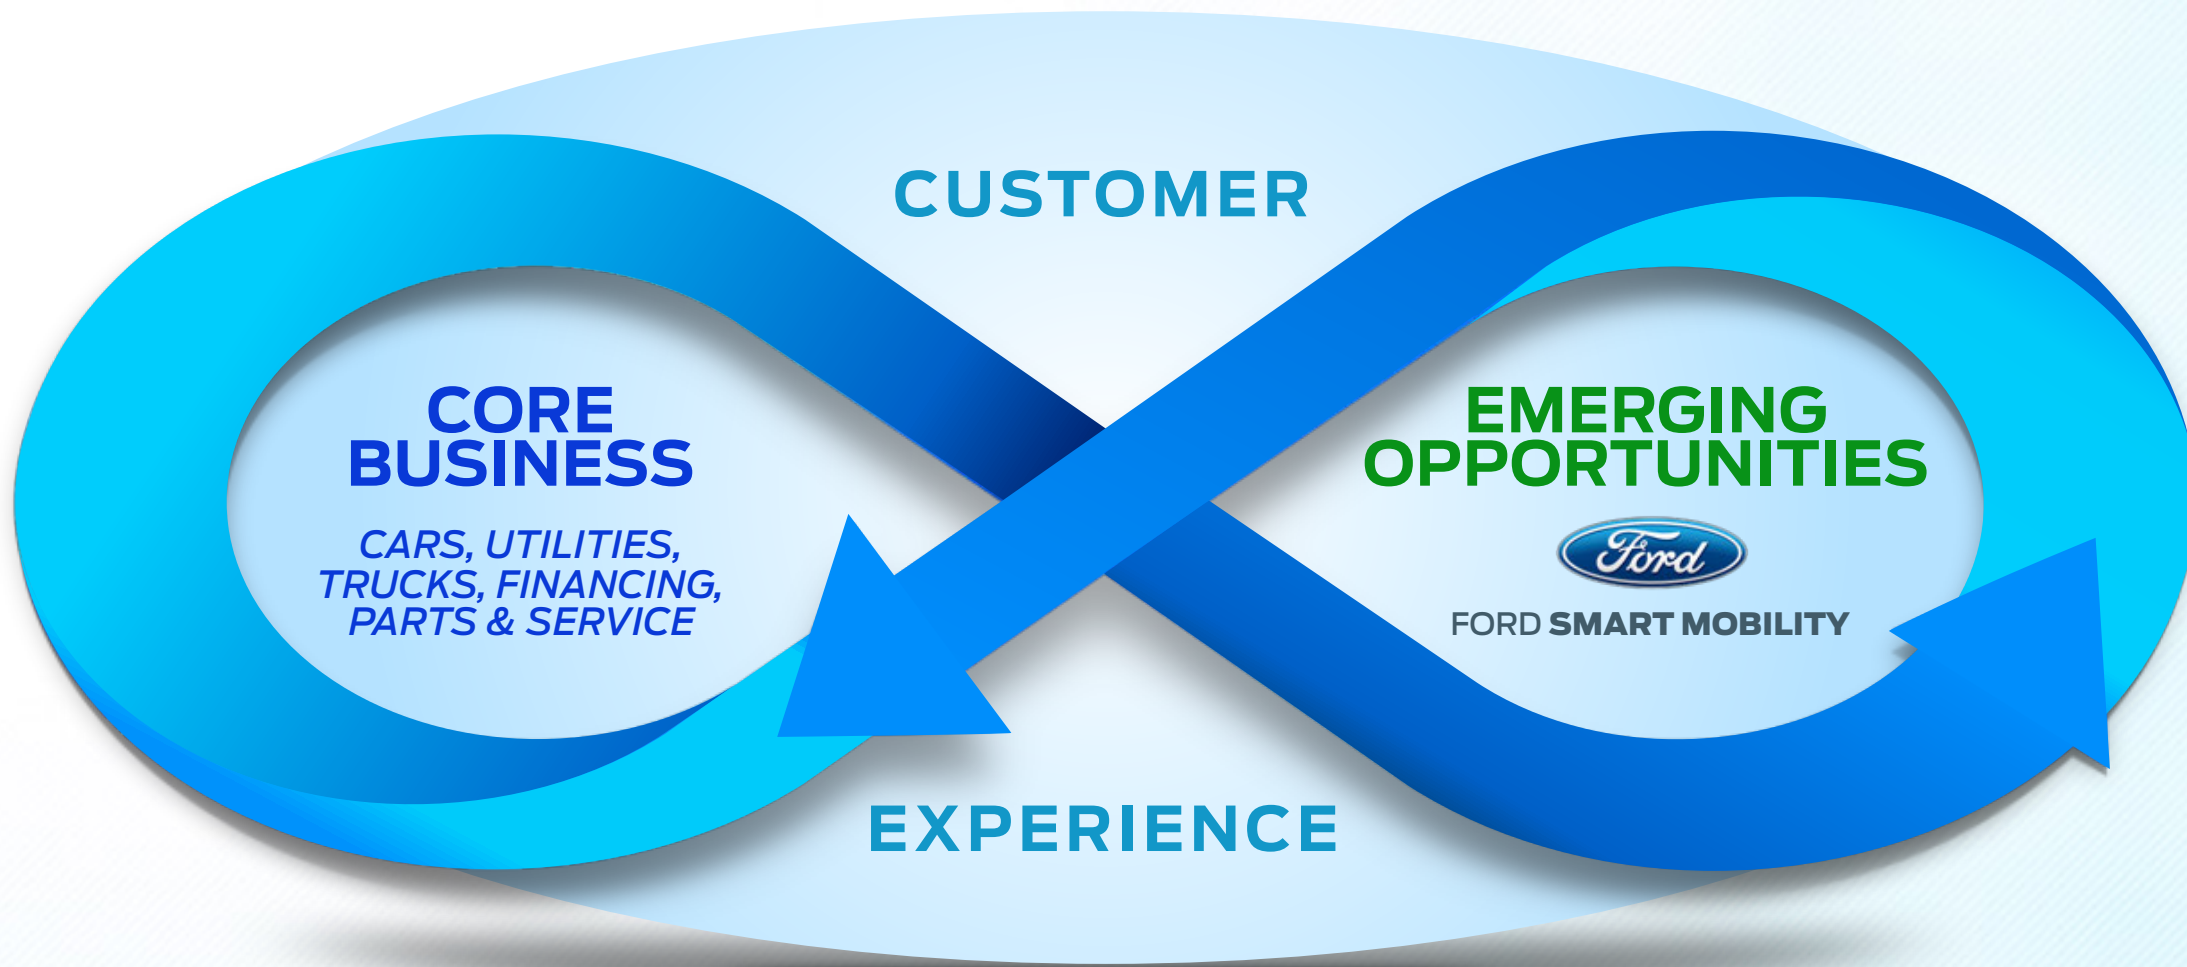 CUSTOMER
CORE
BUSINESS
CARS, UTILITIES,
TRUCKS, FINANCING,
PARTS & SERVICE
EMERGING
OPPORTUNITIES
Ford
FORD SMART MOBILITY
EXPERIENCE